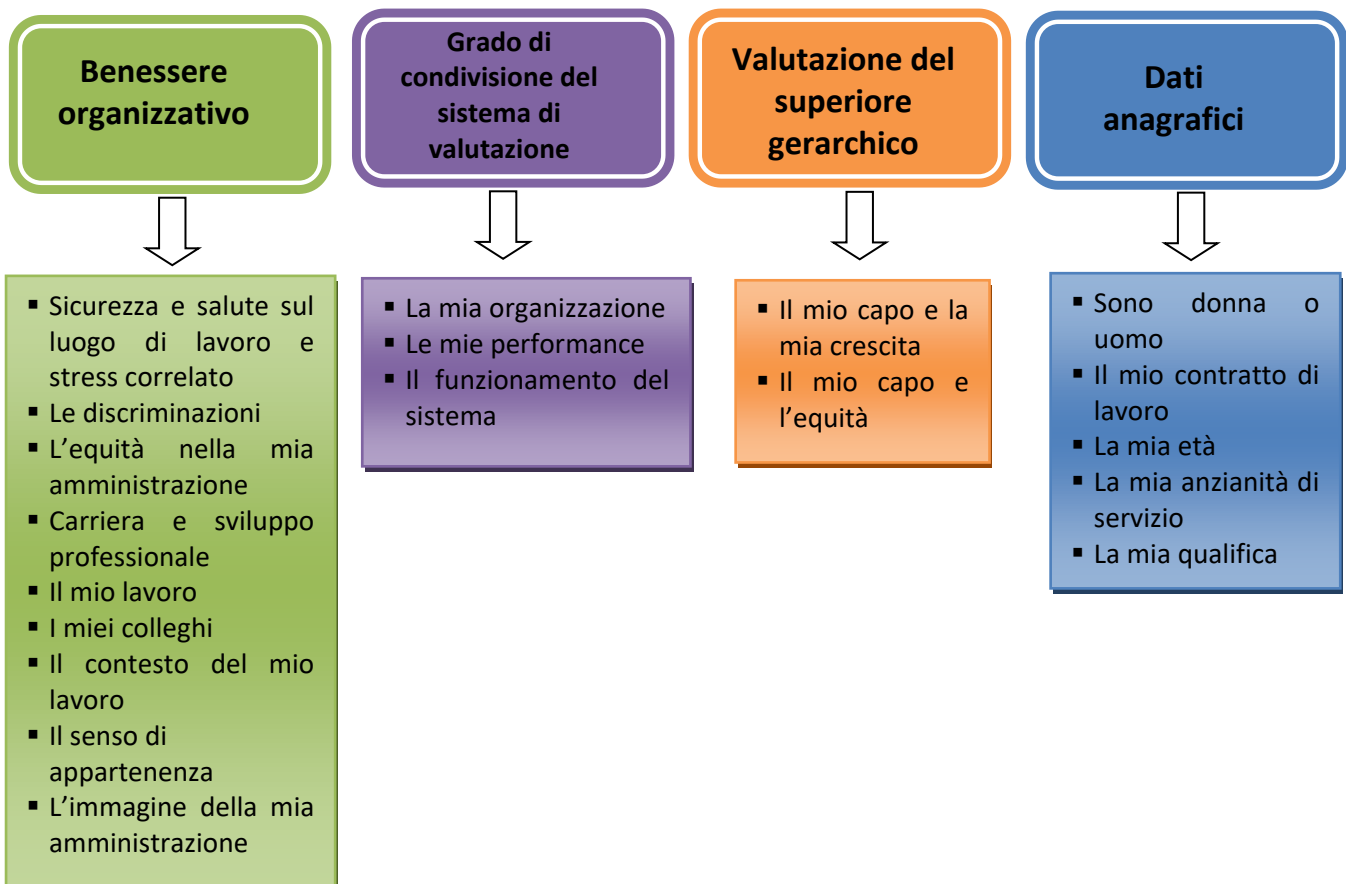 Benessere
organizzativo
Grado di
condivisione del
sistema di
valutazione
Valutazione del
superiore
gerarchico
Dati
anagrafici
▪ Sicurezza e salute sul
luogo di lavoro e
stress correlato
▪ Le discriminazioni
▪ L’equità nella mia
amministrazione
▪ Carriera e sviluppo
professionale
▪ Il mio lavoro
▪ I miei colleghi
▪ Il contesto del mio
lavoro
▪ Il senso di
appartenenza
▪ L’immagine della mia
amministrazione
▪ La mia organizzazione
▪ Le mie performance
▪ Il funzionamento del
sistema
▪ Il mio capo e la
mia crescita
▪ Il mio capo e
l’equità
▪ Sono donna o
uomo
▪ Il mio contratto di
lavoro
▪ La mia età
▪ La mia anzianità di
servizio
▪ La mia qualifica